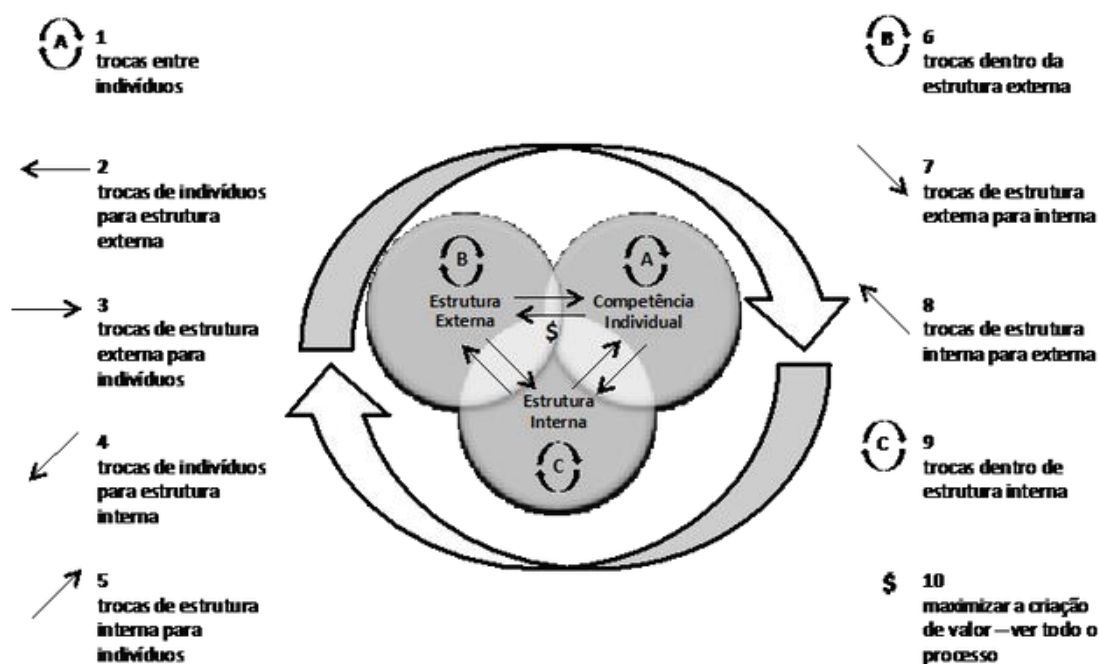 A 1
trocas entre
indivíduos
2
trocas de indivíduos
para estrutura
externa
3
trocas de estrutura
externa para
indivíduos
4
trocas de indivíduos
para estrutura
interna
5
trocas de estrutura
interna para
indivíduos
B
Estrutura
Externa
A
Competência
Individual
$
Estrutura
Interna
C
B 6
trocas dentro da
estrutura externa
7
trocas de estrutura
externa para interna
8
trocas de estrutura
interna para externa
C 9
trocas dentro de
estrutura interna
$ 10
maximizar a criação
de valor – ver todo o
processo